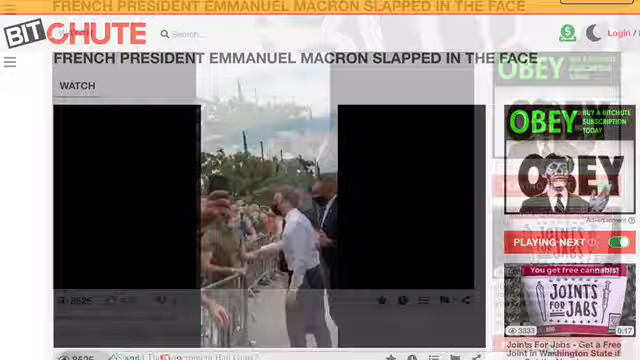 FRENCH PRESIDENT EMMANUEL MACRON SLAPPED IN THE FACE
BITCHUTE
Search...
Login /
FRENCH PRESIDENT EMMANUEL MACRON SLAPPED IN THE FACE
WATCH
OBEY
BUY A BITCHUTE
SUBSCRIPTION
TODAY
OBEY
Advertisement
PLAYING NEXT
You get free cannabis!
JOINTS
FOR JABS
8525
3333
0:17
Joints For Jabs - Get a Free
Joint in Washington State if
8525